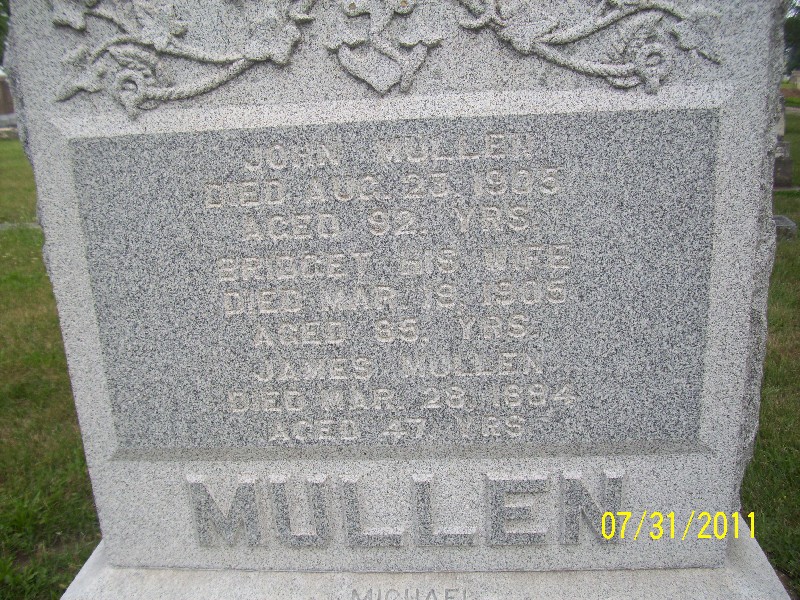 JOHN MULLEN
DIED AUG. 23, 1905
AGED 92, YRS.
BRIDGET HIS WIFE
DIED MAR. 19, 1905
AGED 85, YRS.
JAMES MULLEN
DIED MAR. 28, 1884
AGED 47, YRS
MULLEN
07/31/2011
MICHAEL